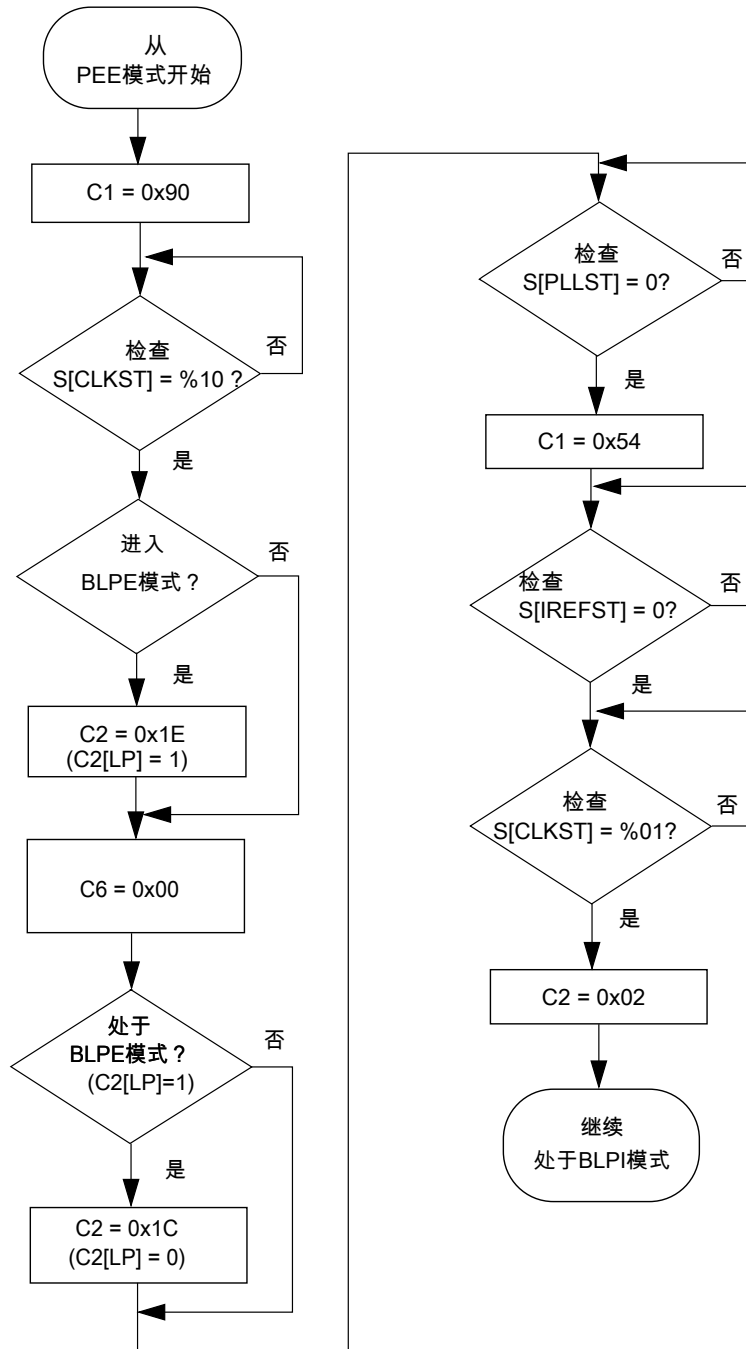 从
PEE模式开始
C1 = 0x90
检查
S[CLKST] = %10 ?
否
是
进入
BLPE模式 ?
否
是
C2 = 0x1E
(C2[LP] = 1)
C6 = 0x00
处于
BLPE模式 ?
(C2[LP]=1)
否
是
C2 = 0x1C
(C2[LP] = 0)
检查
S[PLLST] = 0?
否
是
C1 = 0x54
检查
S[IREFST] = 0?
否
是
检查
S[CLKST] = %01?
否
是
C2 = 0x02
继续
处于BLPI模式